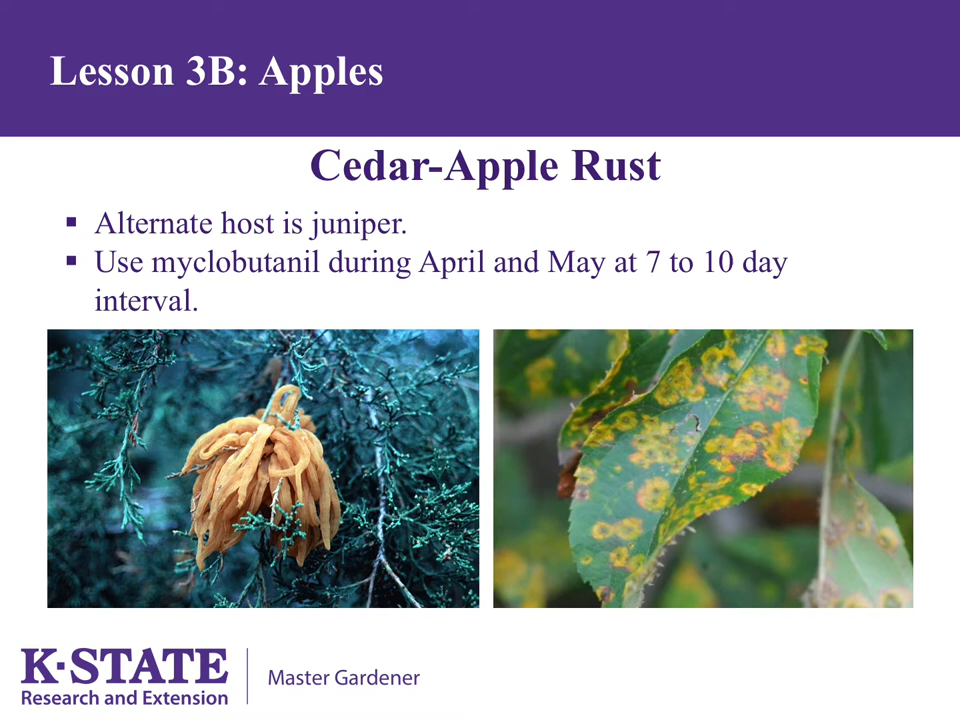 Lesson 3B: Apples
Cedar-Apple Rust
▪ Alternate host is juniper.
▪ Use myclobutanil during April and May at 7 to 10 day
interval.
K-STATE
Research and Extension
Master Gardener